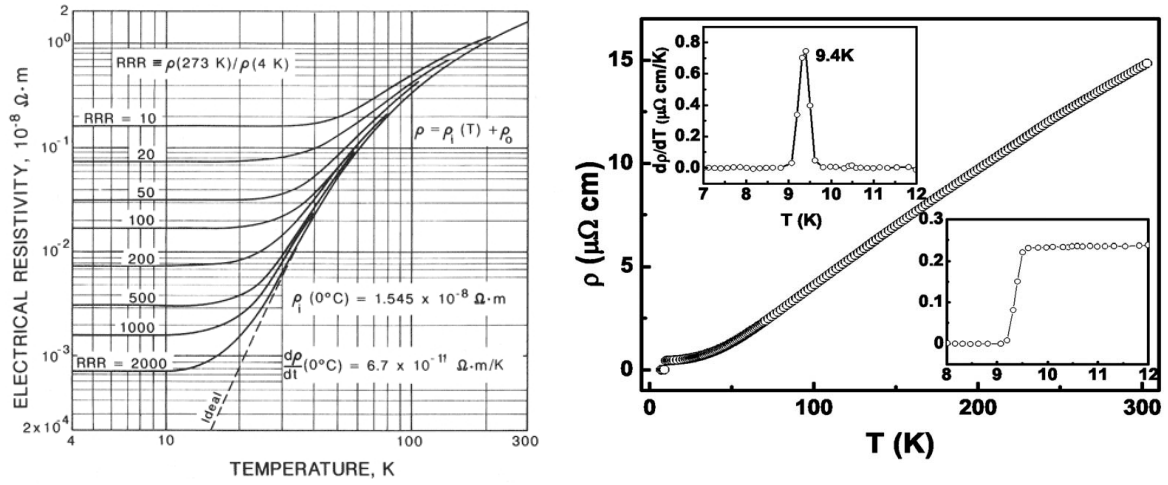 2
10⁰
10⁻¹
10⁻²
10⁻³
2 x 10⁻⁴
ELECTRICAL RESISTIVITY, 10⁻⁸ Ω·m
RRR ≡ ρ(273 K)/ρ(4 K)
RRR = 10
20
50
100
200
500
1000
RRR = 2000
ρ = ρᵢ (T) + ρₒ
ρᵢ (0°C) = 1.545 x 10⁻⁸ Ω·m
dρ/dt (0°C) = 6.7 x 10⁻¹¹ Ω·m/K
Ideal
4 10 100 300
TEMPERATURE, K
15
10
5
0
ρ (μΩ cm)
0 100 200 300
T (K)
0.8
0.6
0.4
0.2
0.0
dρ/dT (μΩ cm/K)
9.4K
7 8 9 10 11 12
T (K)
0.3
0.2
0.1
0
8 9 10 11 12